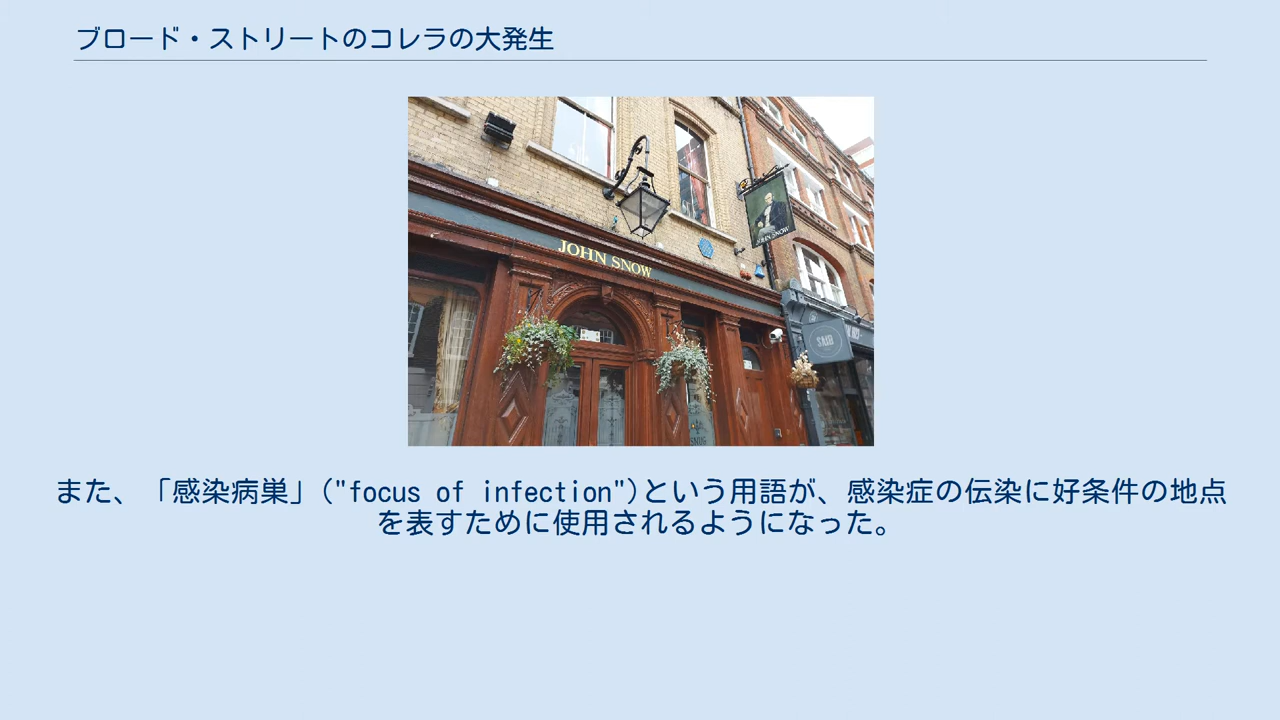 ブロード・ストリートのコレラの大発生
JOHN SNOW
JOHN SNOW
また、「感染病巣」("focus of infection")という用語が、感染症の伝染に好条件の地点
を表すために使用されるようになった。